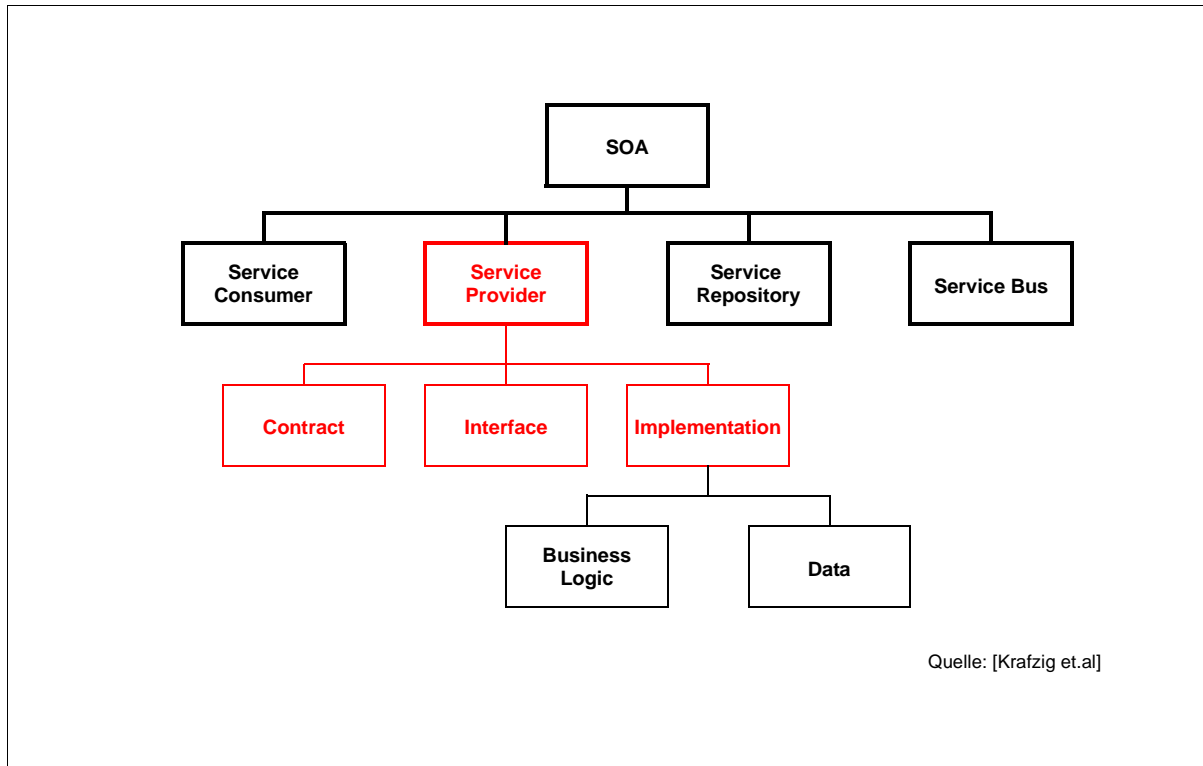 SOA
Service
Consumer
Service
Provider
Service
Repository
Service Bus
Contract
Interface
Implementation
Business
Logic
Data
Quelle: [Krafzig et.al]